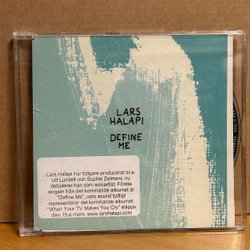 LARS
HALAPI
DEFINE
ME
Lars Halapi har tidigare producerat bl.a.
Ulf Lundell och Sophie Zelmani, nu
debuterar han som soloartist. Första
singeln från det kommande albumet är
"Define Me", vars sound tydligt
representerar det kommande albumet.
"When Your TV Makes You Cry" släpps
den 15:e mars. www.larshalapi.com